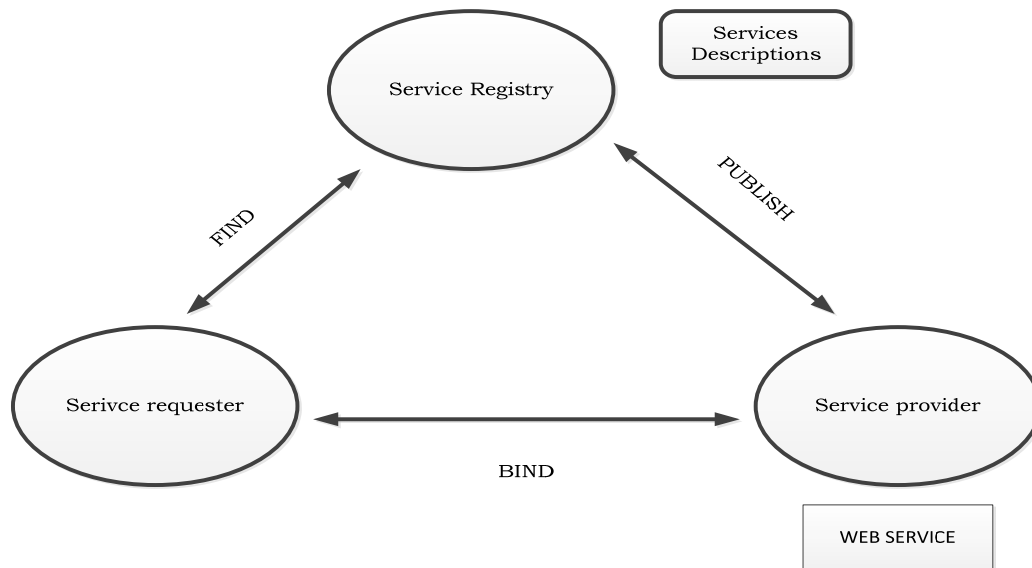 Services
Descriptions
Service Registry
PUBLISH
FIND
Serivce requester
Service provider
BIND
WEB SERVICE